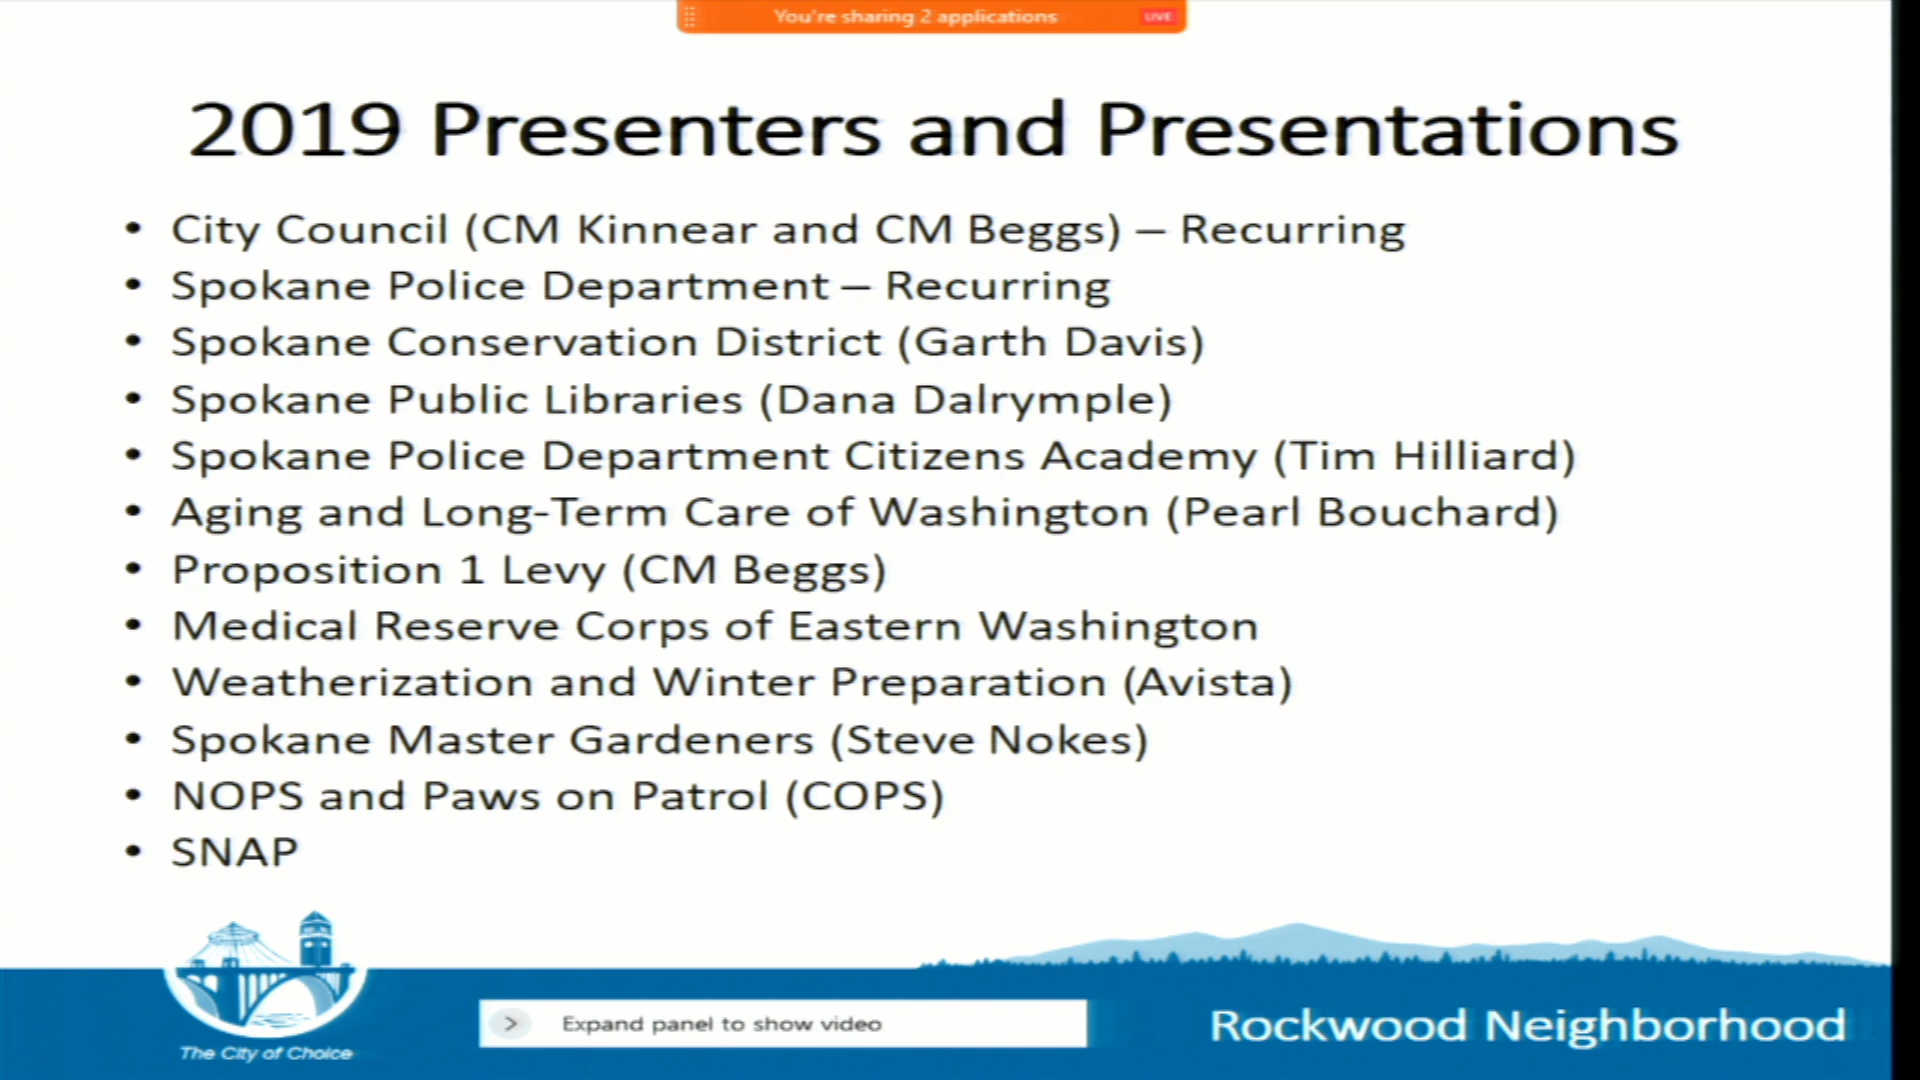 You're sharing 2 applications
LIVE
2019 Presenters and Presentations
• City Council (CM Kinnear and CM Beggs) – Recurring
• Spokane Police Department – Recurring
• Spokane Conservation District (Garth Davis)
• Spokane Public Libraries (Dana Dalrymple)
• Spokane Police Department Citizens Academy (Tim Hilliard)
• Aging and Long-Term Care of Washington (Pearl Bouchard)
• Proposition 1 Levy (CM Beggs)
• Medical Reserve Corps of Eastern Washington
• Weatherization and Winter Preparation (Avista)
• Spokane Master Gardeners (Steve Nokes)
• NOPS and Paws on Patrol (COPS)
• SNAP
Expand panel to show video
Rockwood Neighborhood
The City of Choice